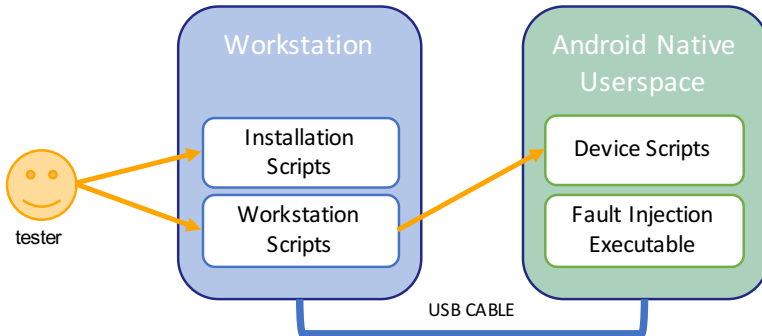 Workstation
Android Native
Userspace
Installation
Scripts
Device Scripts
Workstation
Scripts
Fault Injection
Executable
tester
USB CABLE